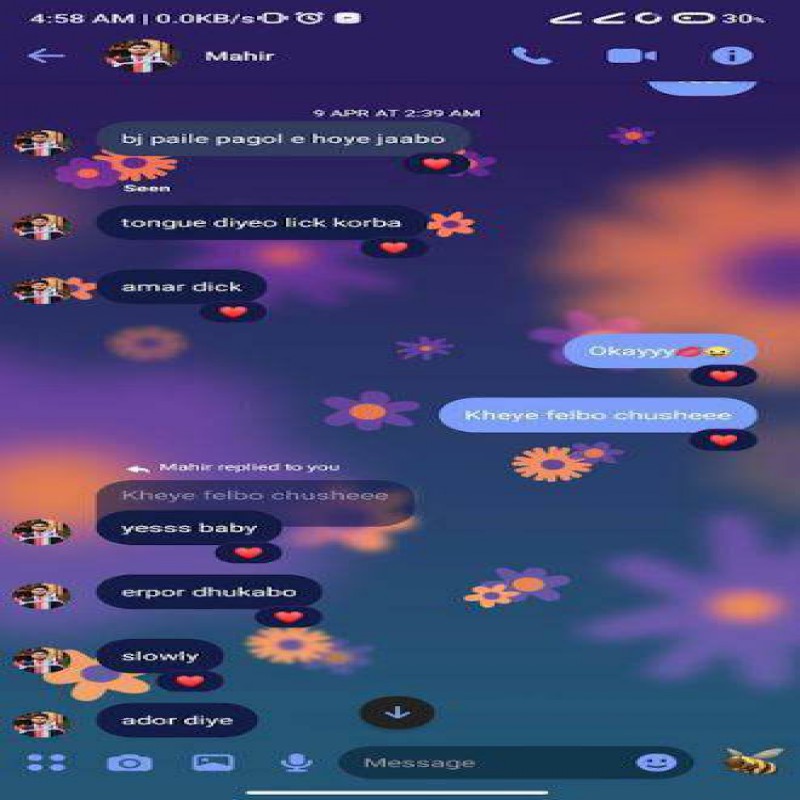 4:58 AM | 0.0KB/s
30%
Mahir
9 APR AT 2:39 AM
bj paile pagol e hoye jaabo
Seen
tongue diyeo lick korba
amar dick
Okayyy💋😜
Kheye felbo chusheee
Mahir replied to you
Kheye felbo chusheee
yesss baby
erpor dhukabo
slowly
ador diye
Message